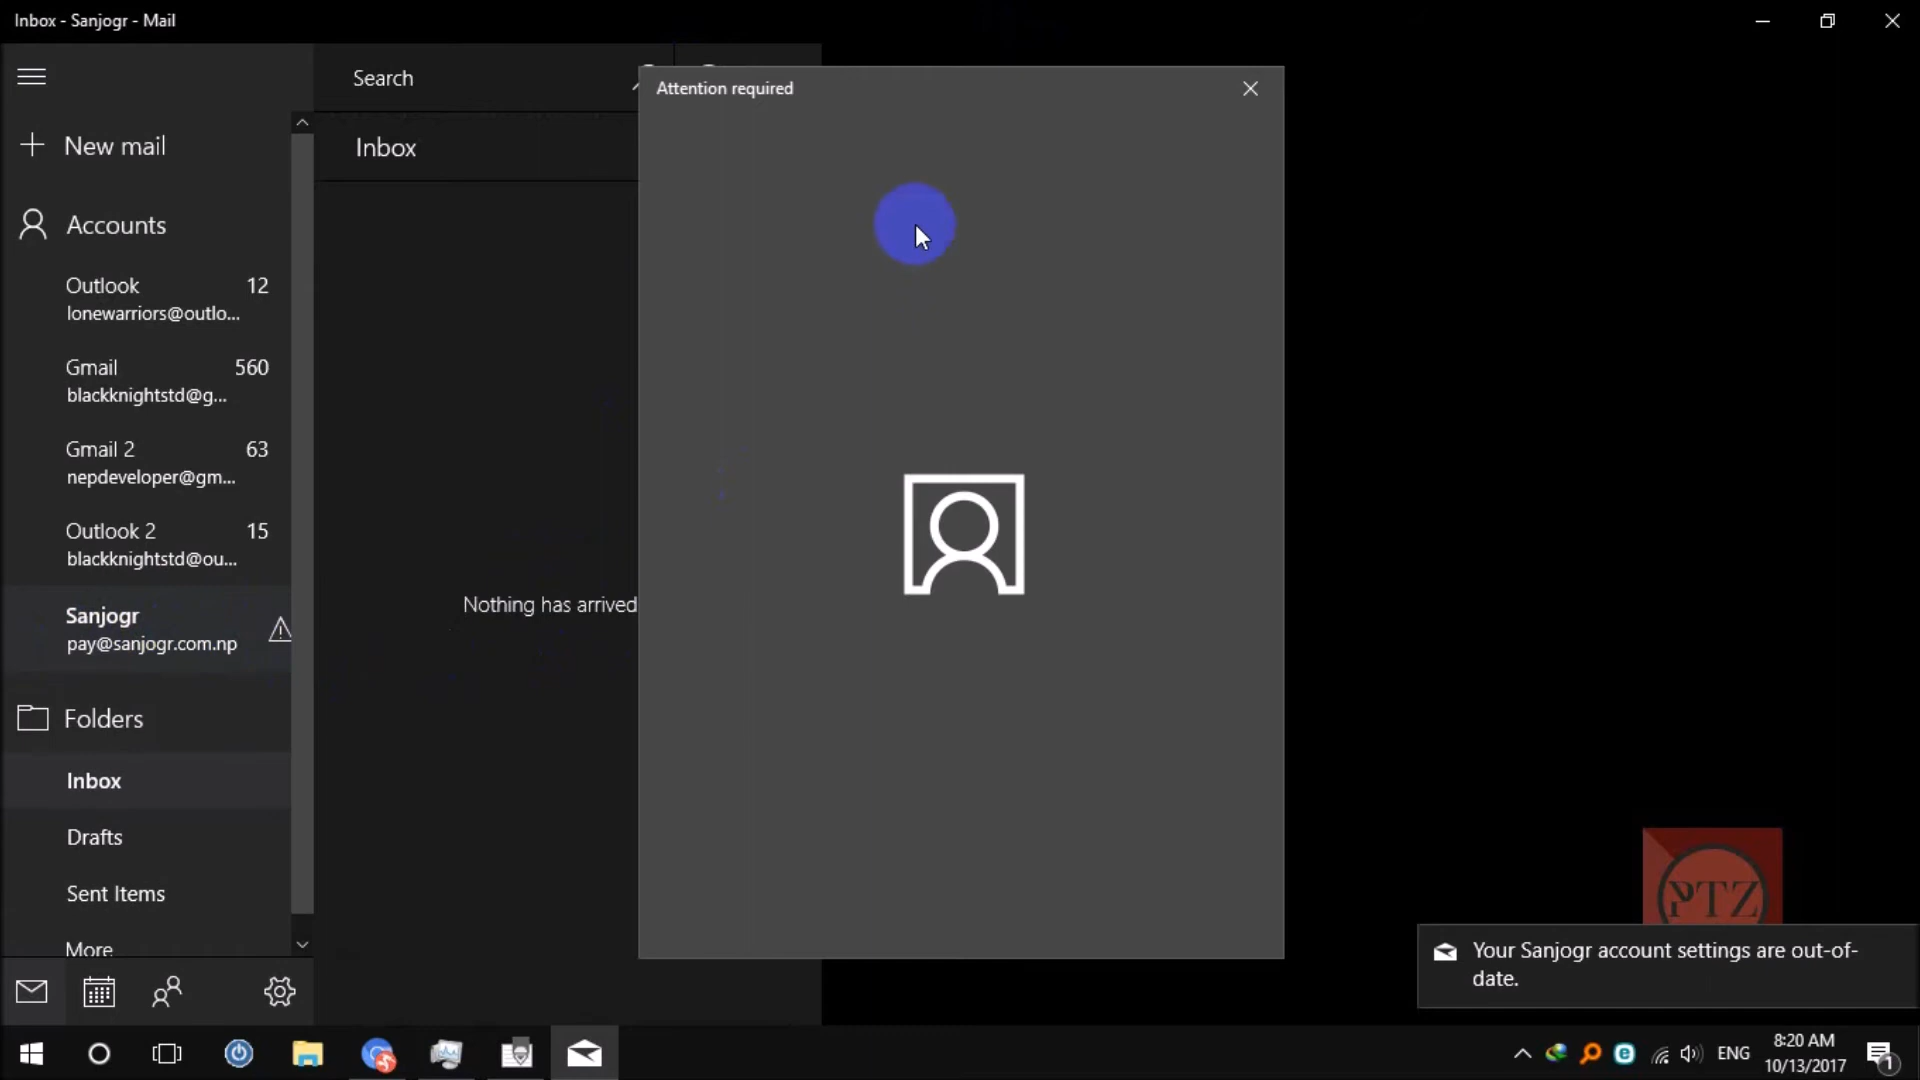 Inbox - Sanjogr - Mail
Search
Attention required
New mail
Inbox
Accounts
Outlook 12
lonewarriors@outlo...
Gmail 560
blackknightstd@g...
Gmail 2 63
nepdeveloper@gm...
Outlook 2 15
blackknightstd@ou...
Nothing has arrived
Sanjogr
pay@sanjogr.com.np
Folders
Inbox
Drafts
Sent Items
More
PTZ
Your Sanjogr account settings are out-of-
date.
ENG
8:20 AM
10/13/2017
1